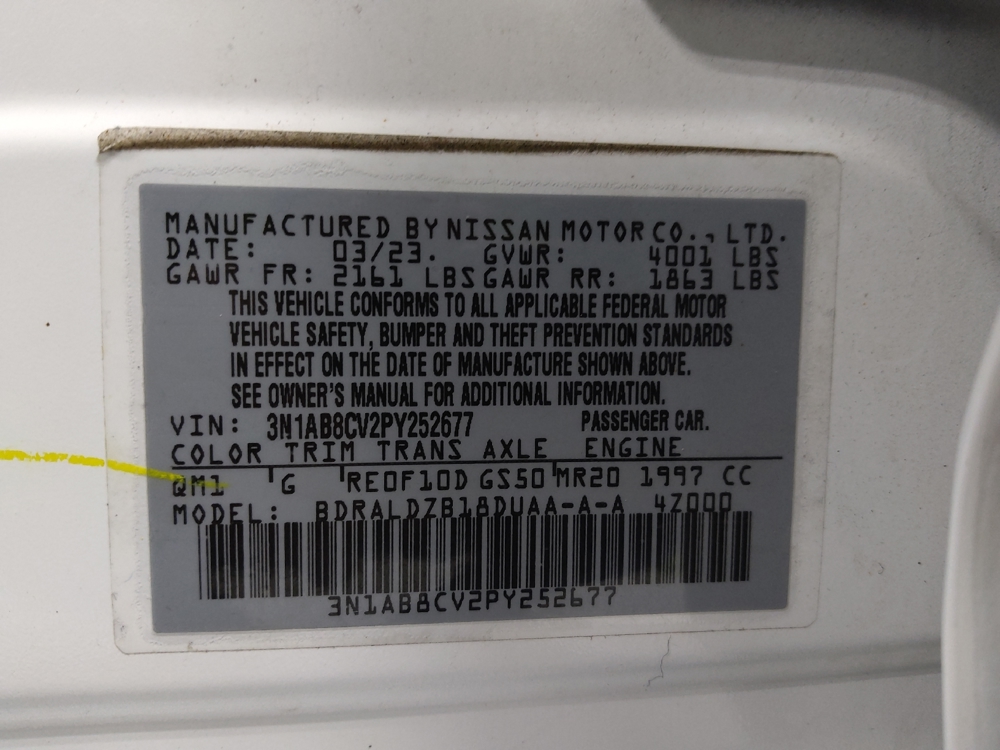 MANUFACTURED BY NISSAN MOTOR CO., LTD.
DATE: 03/23. GVWR: 4001 LBS
GAWR FR: 2161 LBS GAWR RR: 1863 LBS
THIS VEHICLE CONFORMS TO ALL APPLICABLE FEDERAL MOTOR
VEHICLE SAFETY, BUMPER AND THEFT PREVENTION STANDARDS
IN EFFECT ON THE DATE OF MANUFACTURE SHOWN ABOVE.
SEE OWNER'S MANUAL FOR ADDITIONAL INFORMATION.
VIN: 3N1AB8CV2PY252677 PASSENGER CAR.
COLOR TRIM TRANS AXLE ENGINE
QM1 G RE0F10D GS50 MR20 1997 CC
MODEL: BDRALDZB18DUAA-A-A 4Z000
3N1AB8CV2PY252677